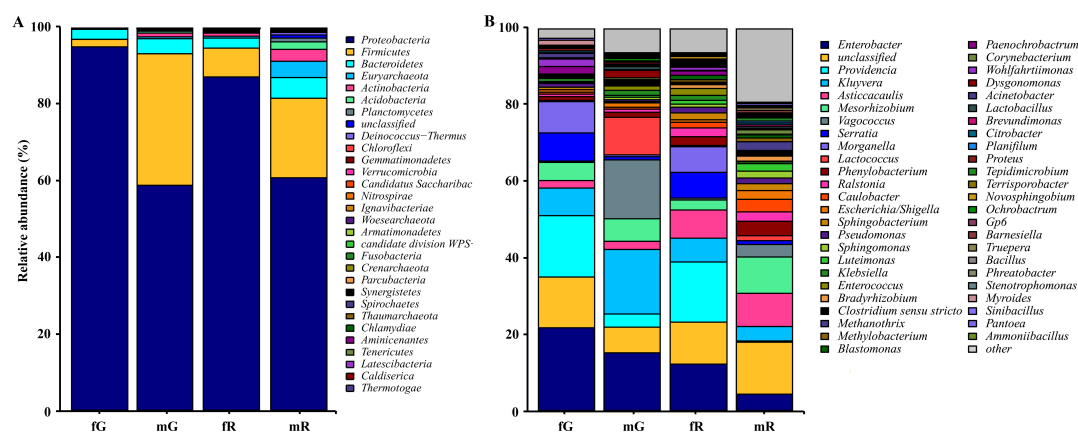 A
B
Relative abundance (%)
100
80
60
40
20
0
fG
mG
fR
mR
Proteobacteria
Firmicutes
Bacteroidetes
Euryarchaeota
Actinobacteria
Acidobacteria
Planctomycetes
unclassified
Deinococcus−Thermus
Chloroflexi
Gemmatimonadetes
Verrucomicrobia
Candidatus Saccharibac
Nitrospirae
Ignavibacteriae
Woesearchaeota
Armatimonadetes
candidate division WPS-
Fusobacteria
Crenarchaeota
Parcubacteria
Synergistetes
Spirochaetes
Thaumarchaeota
Chlamydiae
Aminicenantes
Tenericutes
Latescibacteria
Caldiserica
Thermotogae
100
80
60
40
20
0
fG
mG
fR
mR
Enterobacter
unclassified
Providencia
Kluyvera
Asticcacaulis
Mesorhizobium
Vagococcus
Serratia
Morganella
Lactococcus
Phenylobacterium
Ralstonia
Caulobacter
Escherichia/Shigella
Sphingobacterium
Pseudomonas
Sphingomonas
Luteimonas
Klebsiella
Enterococcus
Bradyrhizobium
Clostridium sensu stricto
Methanothrix
Methylobacterium
Blastomonas
Paenochrobactrum
Corynebacterium
Wohlfahrtiimonas
Dysgonomonas
Acinetobacter
Lactobacillus
Brevundimonas
Citrobacter
Planifilum
Proteus
Tepidimicrobium
Terrisporobacter
Novosphingobium
Ochrobactrum
Gp6
Barnesiella
Truepera
Bacillus
Phreatobacter
Stenotrophomonas
Myroides
Sinibacillus
Pantoea
Ammoniibacillus
other